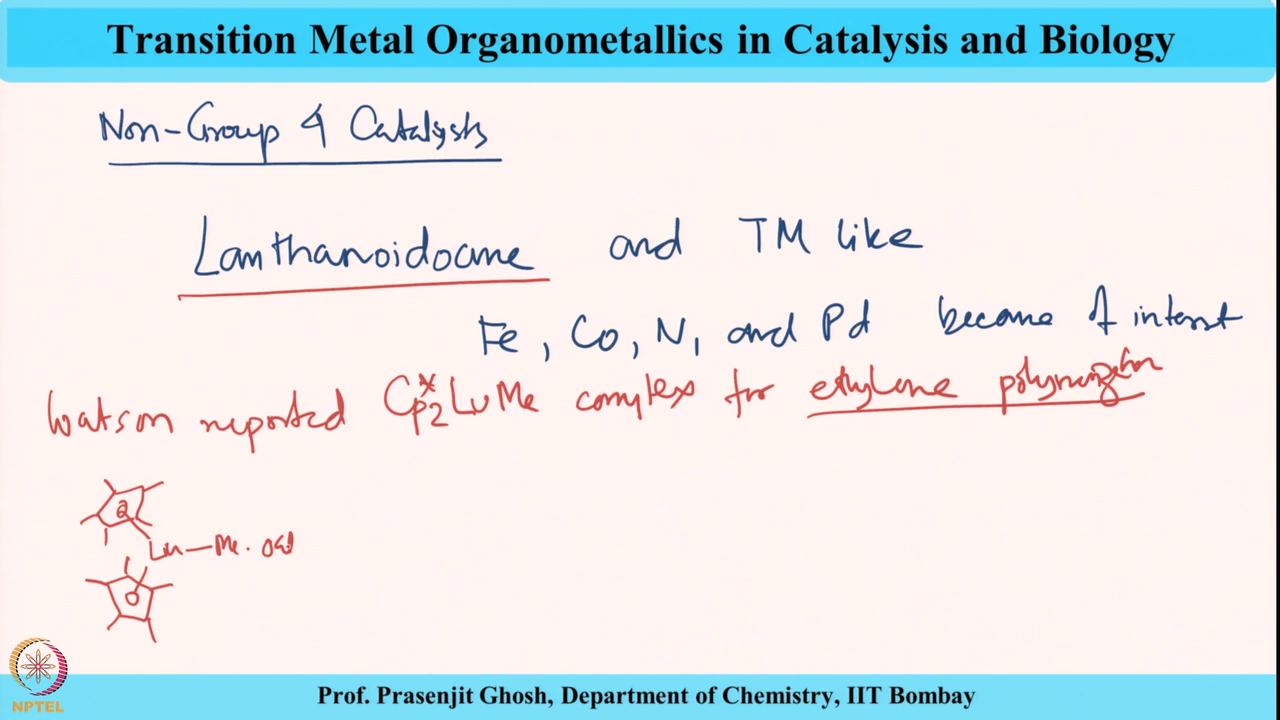 Transition Metal Organometallics in Catalysis and Biology
Non-Group 4 Catalysts
Lanthanoidocene and TM like
Fe, Co, Ni, and Pd became of interest
Watson reported Cp*2LuMe complex for ethylene polymerization
Lu—Me.
Prof. Prasenjit Ghosh, Department of Chemistry, IIT Bombay
NPTEL